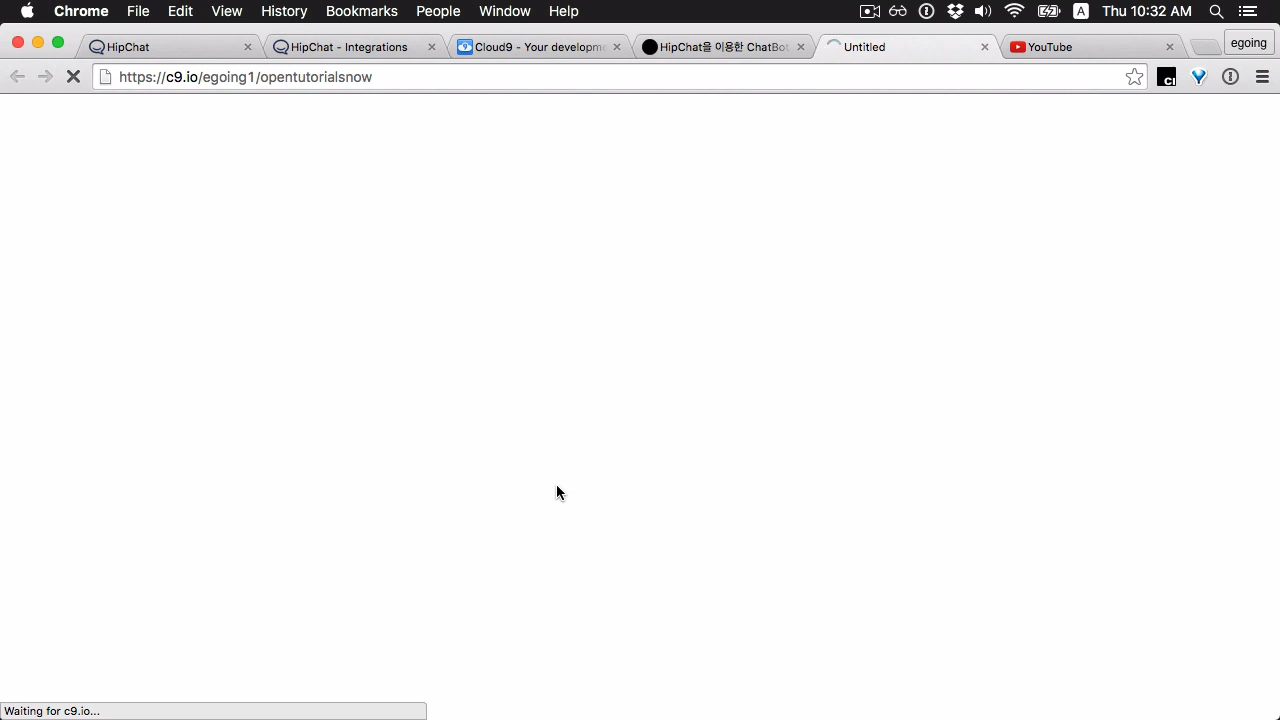 Chrome File Edit View History Bookmarks People Window Help A Thu 10:32 AM
HipChat HipChat - Integrations Cloud9 - Your developme HipChat을 이용한 ChatBot Untitled YouTube egoing
https://c9.io/egoing1/opentutorialsnow CI
Waiting for c9.io...